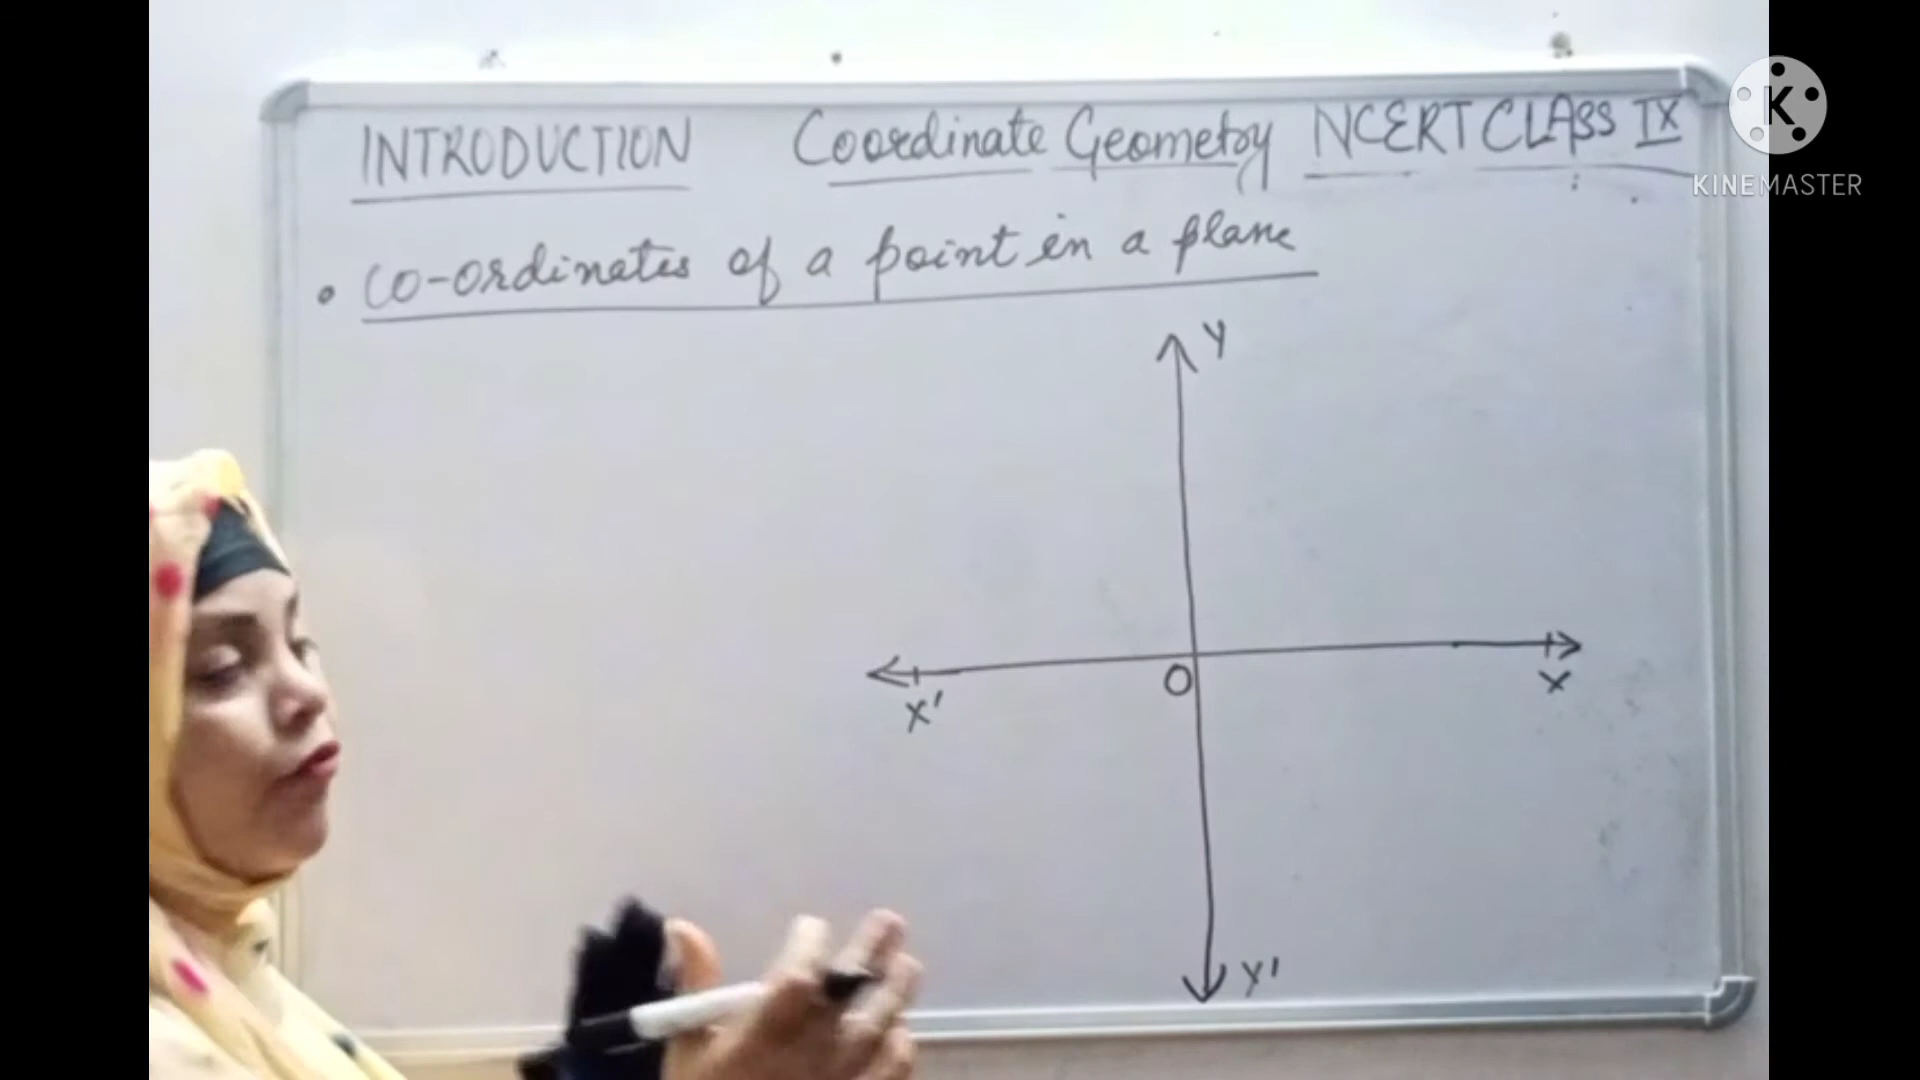 INTRODUCTION Coordinate Geometry NCERT CLASS IX
K
KINEMASTER
• CO-ordinates of a point in a plane
Y
O
X
X'
Y'